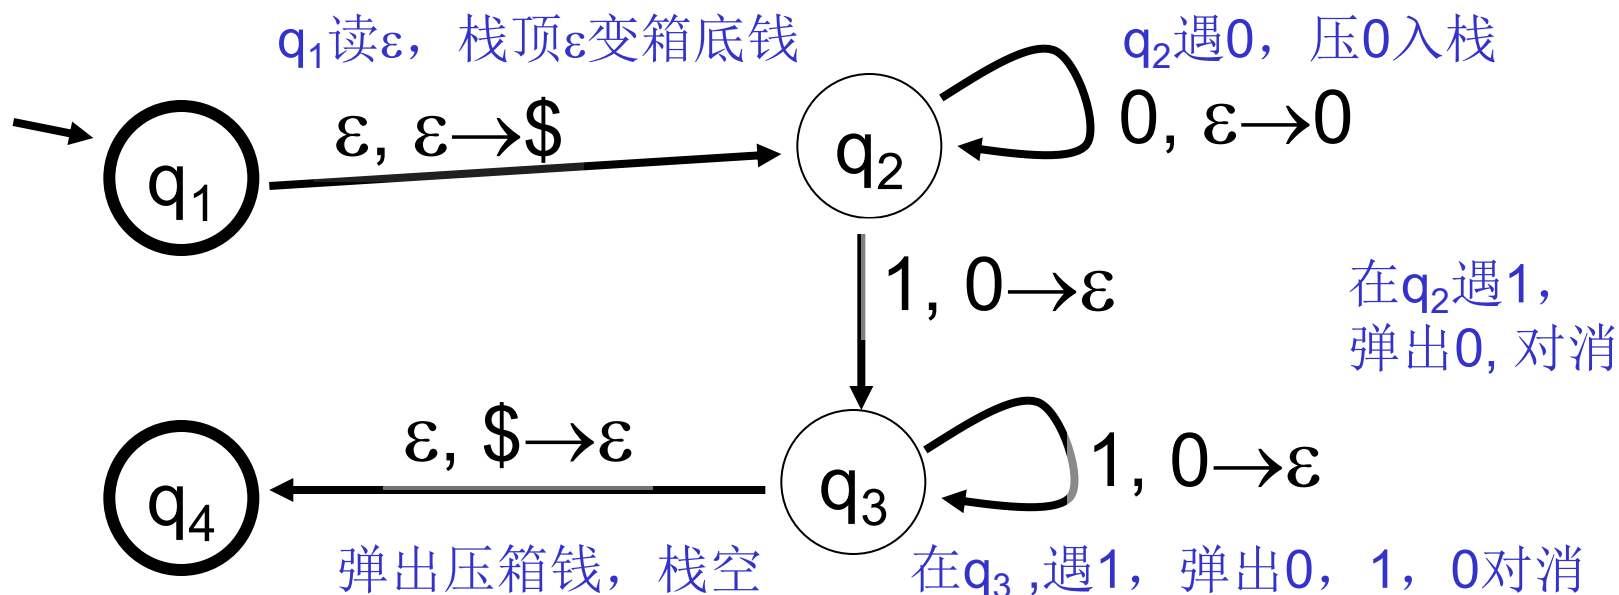 q₁读ε，栈顶ε变箱底钱
q₂遇0，压0入栈
ε, ε→$
0, ε→0
q₁
q₂
1, 0→ε
在q₂遇1，
弹出0, 对消
ε, $→ε
1, 0→ε
q₄
q₃
弹出压箱钱，栈空
在q₃ ,遇1，弹出0，1，0对消